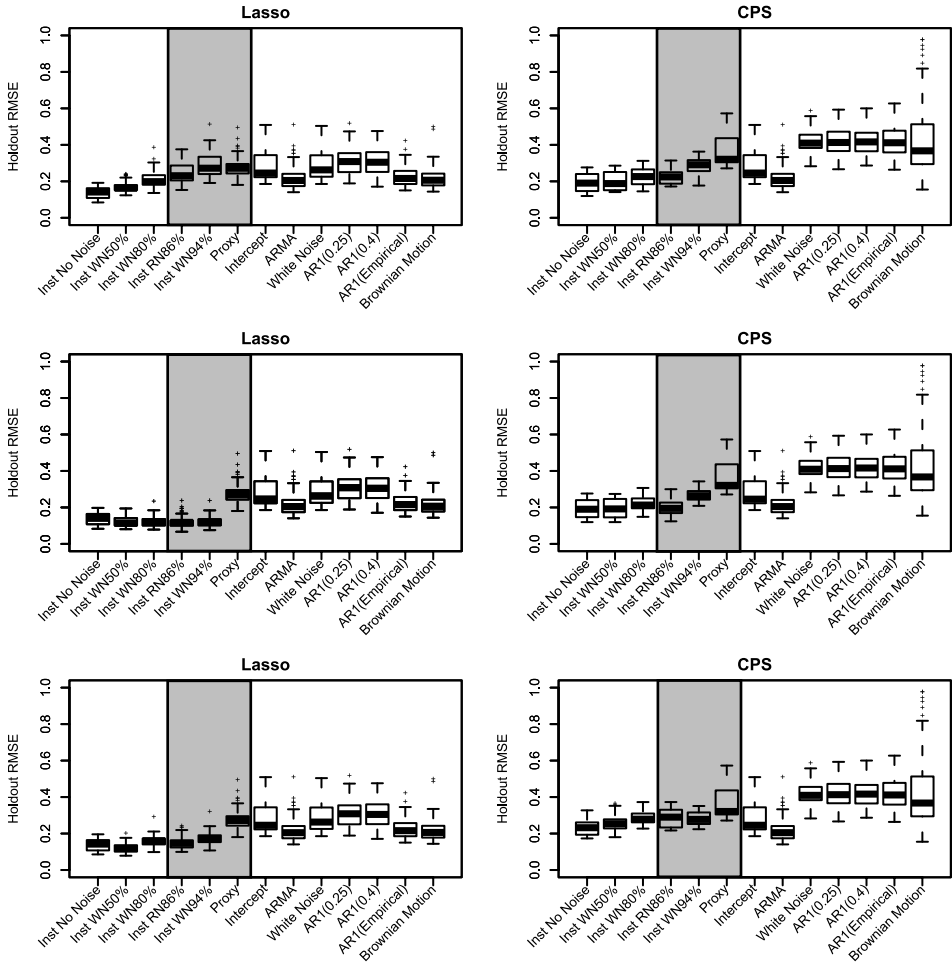 Lasso
Holdout RMSE
0.0 0.2 0.4 0.6 0.8 1.0
Inst No Noise
Inst WN50%
Inst WN80%
Inst RN86%
Inst WN94%
Proxy
Intercept
ARMA
White Noise
AR1(0.25)
AR1(0.4)
AR1(Empirical)
Brownian Motion
CPS
Holdout RMSE
0.0 0.2 0.4 0.6 0.8 1.0
Inst No Noise
Inst WN50%
Inst WN80%
Inst RN86%
Inst WN94%
Proxy
Intercept
ARMA
White Noise
AR1(0.25)
AR1(0.4)
AR1(Empirical)
Brownian Motion
Lasso
Holdout RMSE
0.0 0.2 0.4 0.6 0.8 1.0
Inst No Noise
Inst WN50%
Inst WN80%
Inst RN86%
Inst WN94%
Proxy
Intercept
ARMA
White Noise
AR1(0.25)
AR1(0.4)
AR1(Empirical)
Brownian Motion
CPS
Holdout RMSE
0.0 0.2 0.4 0.6 0.8 1.0
Inst No Noise
Inst WN50%
Inst WN80%
Inst RN86%
Inst WN94%
Proxy
Intercept
ARMA
White Noise
AR1(0.25)
AR1(0.4)
AR1(Empirical)
Brownian Motion
Lasso
Holdout RMSE
0.0 0.2 0.4 0.6 0.8 1.0
Inst No Noise
Inst WN50%
Inst WN80%
Inst RN86%
Inst WN94%
Proxy
Intercept
ARMA
White Noise
AR1(0.25)
AR1(0.4)
AR1(Empirical)
Brownian Motion
CPS
Holdout RMSE
0.0 0.2 0.4 0.6 0.8 1.0
Inst No Noise
Inst WN50%
Inst WN80%
Inst RN86%
Inst WN94%
Proxy
Intercept
ARMA
White Noise
AR1(0.25)
AR1(0.4)
AR1(Empirical)
Brownian Motion